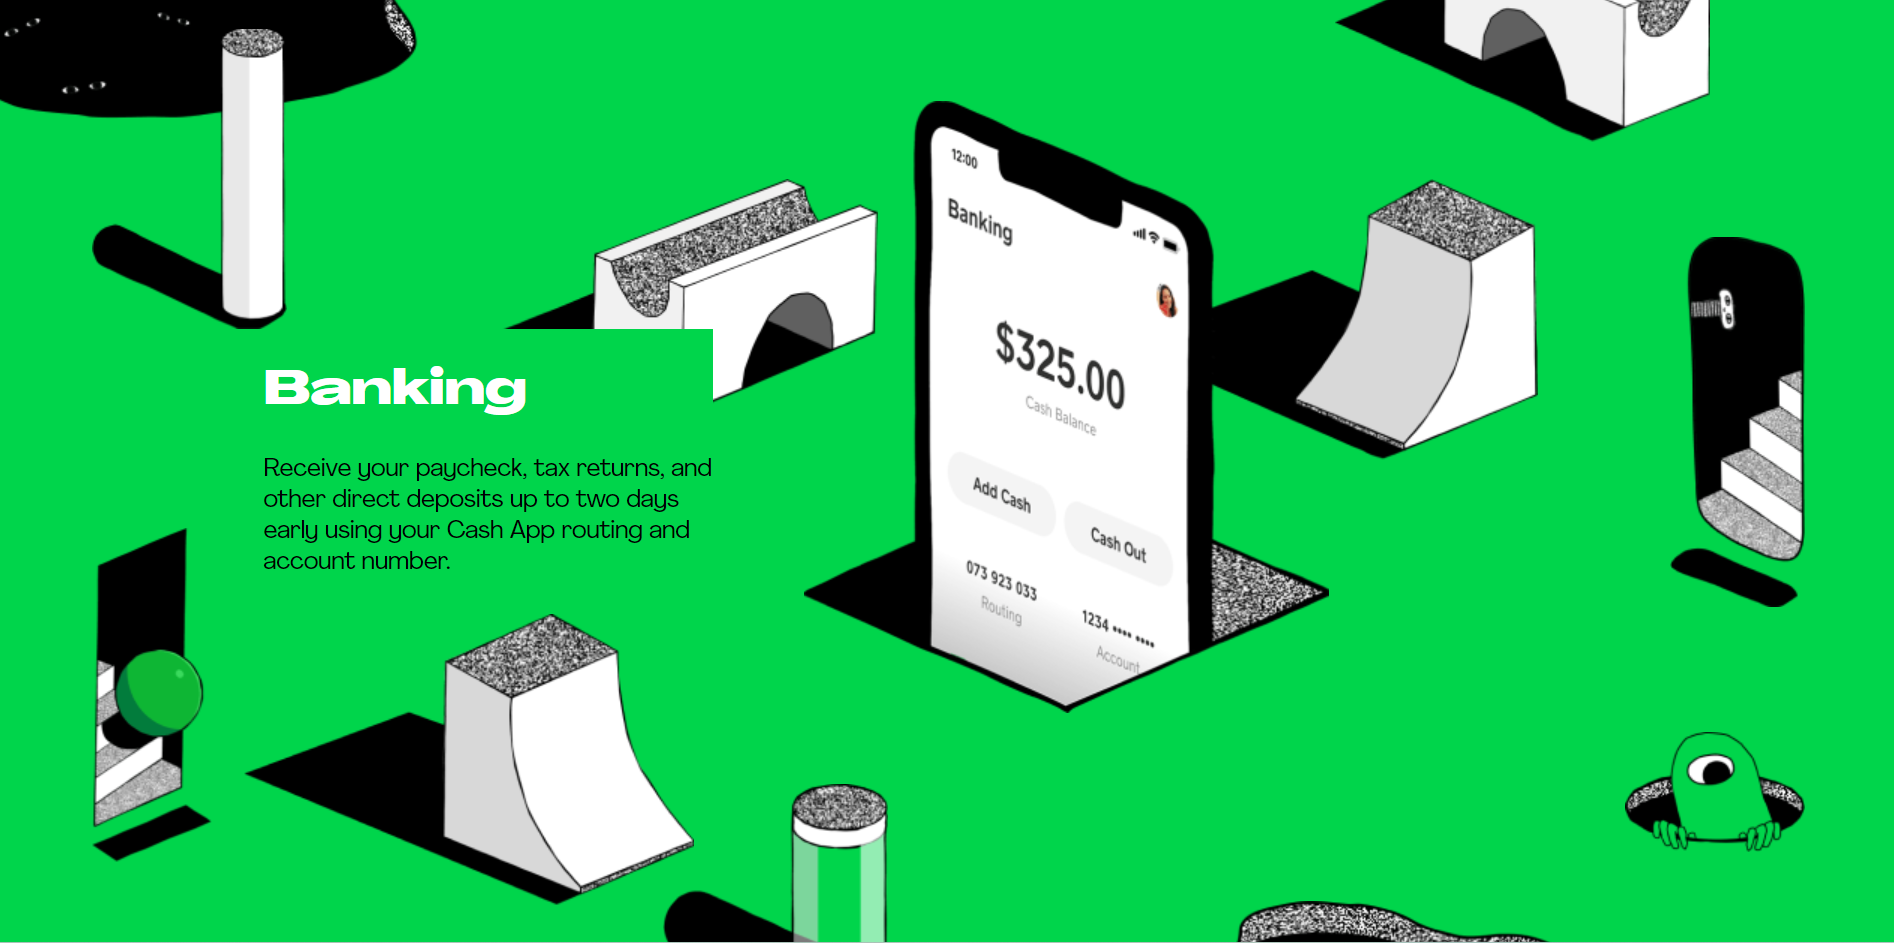 Banking
Receive your paycheck, tax returns, and
other direct deposits up to two days
early using your Cash App routing and
account number.
12:00
Banking
$325.00
Cash Balance
Add Cash
Cash Out
073 923 033
Routing
1234 •••• ••••
Account